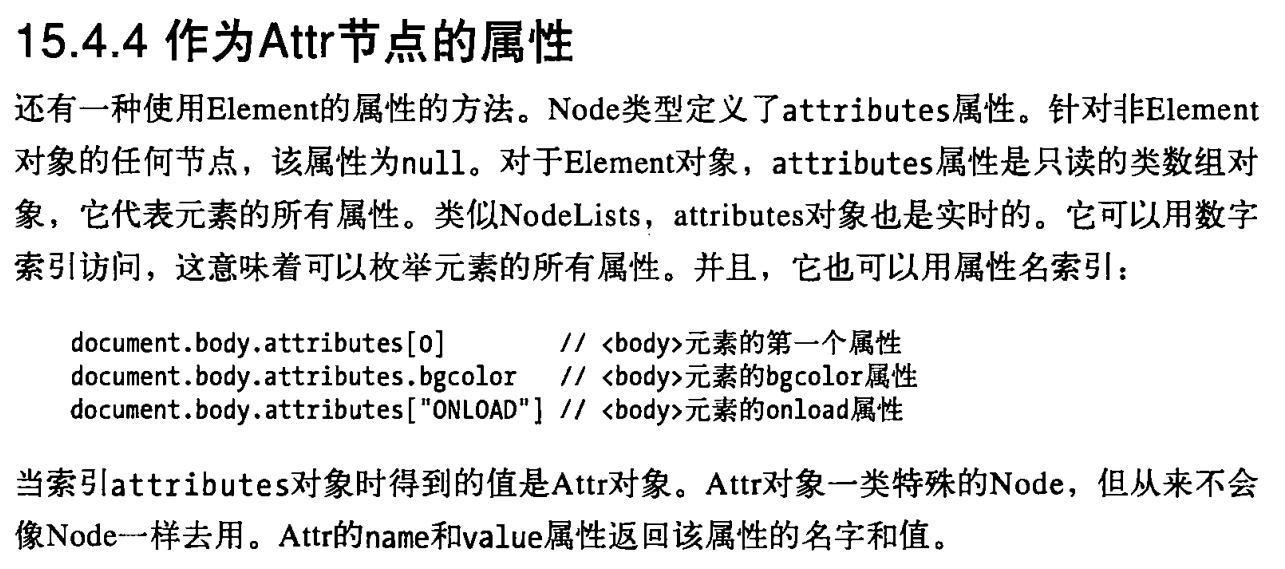 15.4.4 作为Attr节点的属性
还有一种使用Element的属性的方法。Node类型定义了attributes属性。针对非Element
对象的任何节点，该属性为null。对于Element对象，attributes属性是只读的类数组对
象，它代表元素的所有属性。类似NodeLists，attributes对象也是实时的。它可以用数字
索引访问，这意味着可以枚举元素的所有属性。并且，它也可以用属性名索引：
document.body.attributes[0] // <body>元素的第一个属性
document.body.attributes.bgcolor // <body>元素的bgcolor属性
document.body.attributes["ONLOAD"] // <body>元素的onload属性
当索引attributes对象时得到的值是Attr对象。Attr对象一类特殊的Node，但从来不会
像Node一样去用。Attr的name和value属性返回该属性的名字和值。